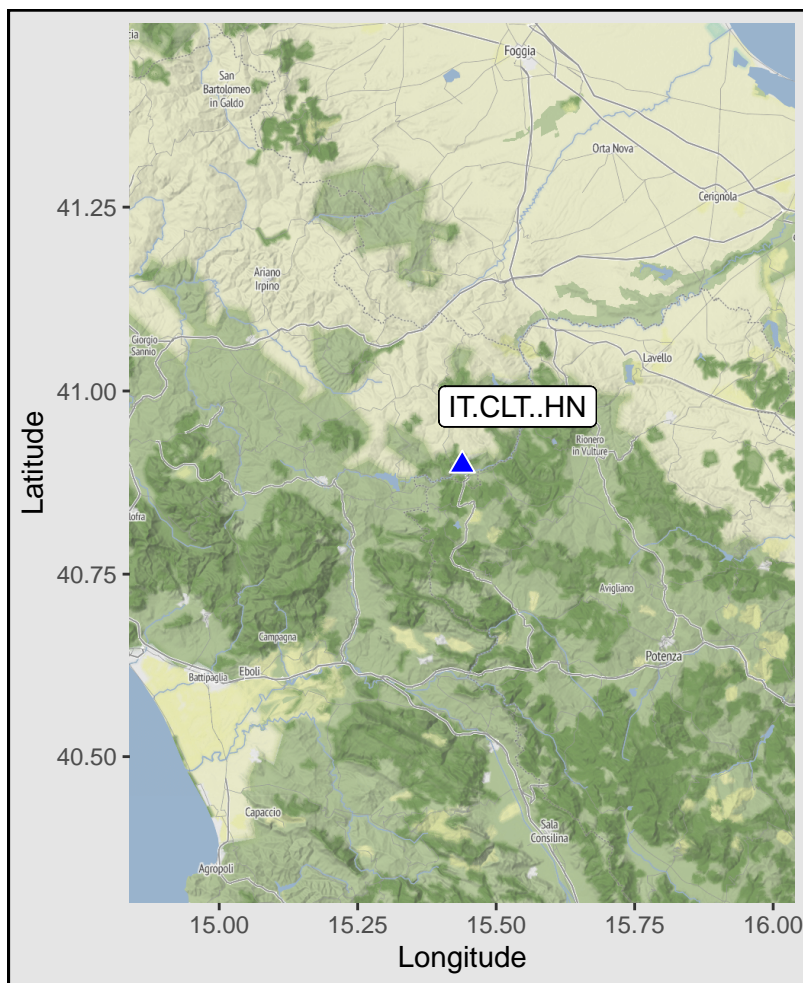 cia
Foggia
San
Bartolomeo
in Galdo
Orta Nova
Cerignola
41.25
Ariano
Irpino
Giorgio
Sannio
Lavello
41.00
IT.CLT..HN
Rionero
in Vulture
Latitude
lofra
40.75
Avigliano
Campagna
Potenza
Eboli
Battipaglia
40.50
Capaccio
Sala
Consilina
Agropoli
15.00
15.25
15.50
15.75
16.00
Longitude